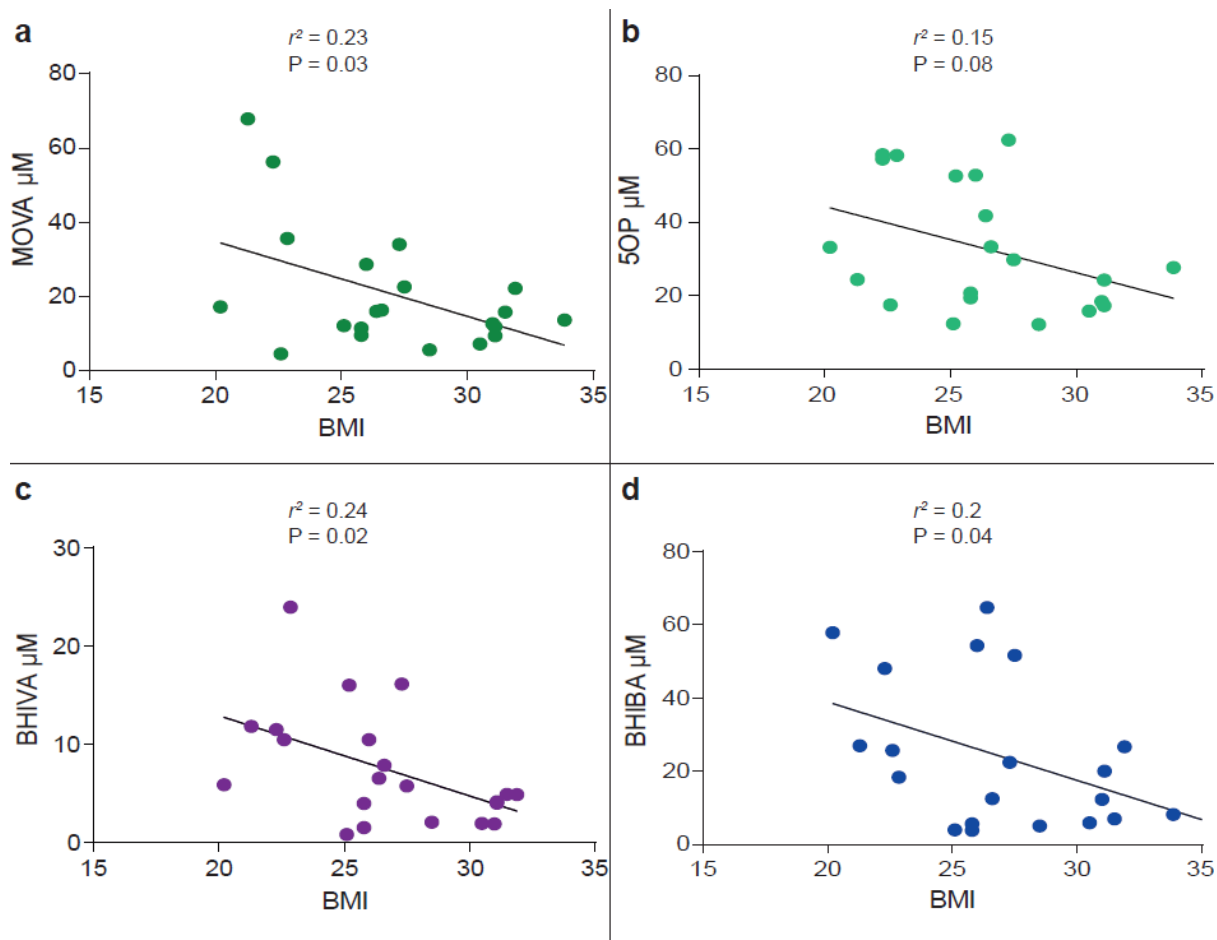 a
r² = 0.23
P = 0.03
80
60
40
20
0
MOVA µM
15 20 25 30 35
BMI
b
r² = 0.15
P = 0.08
80
60
40
20
0
5OP µM
15 20 25 30 35
BMI
c
r² = 0.24
P = 0.02
30
20
10
0
BHIVA µM
15 20 25 30 35
BMI
d
r² = 0.2
P = 0.04
80
60
40
20
0
BHIBA µM
15 20 25 30 35
BMI